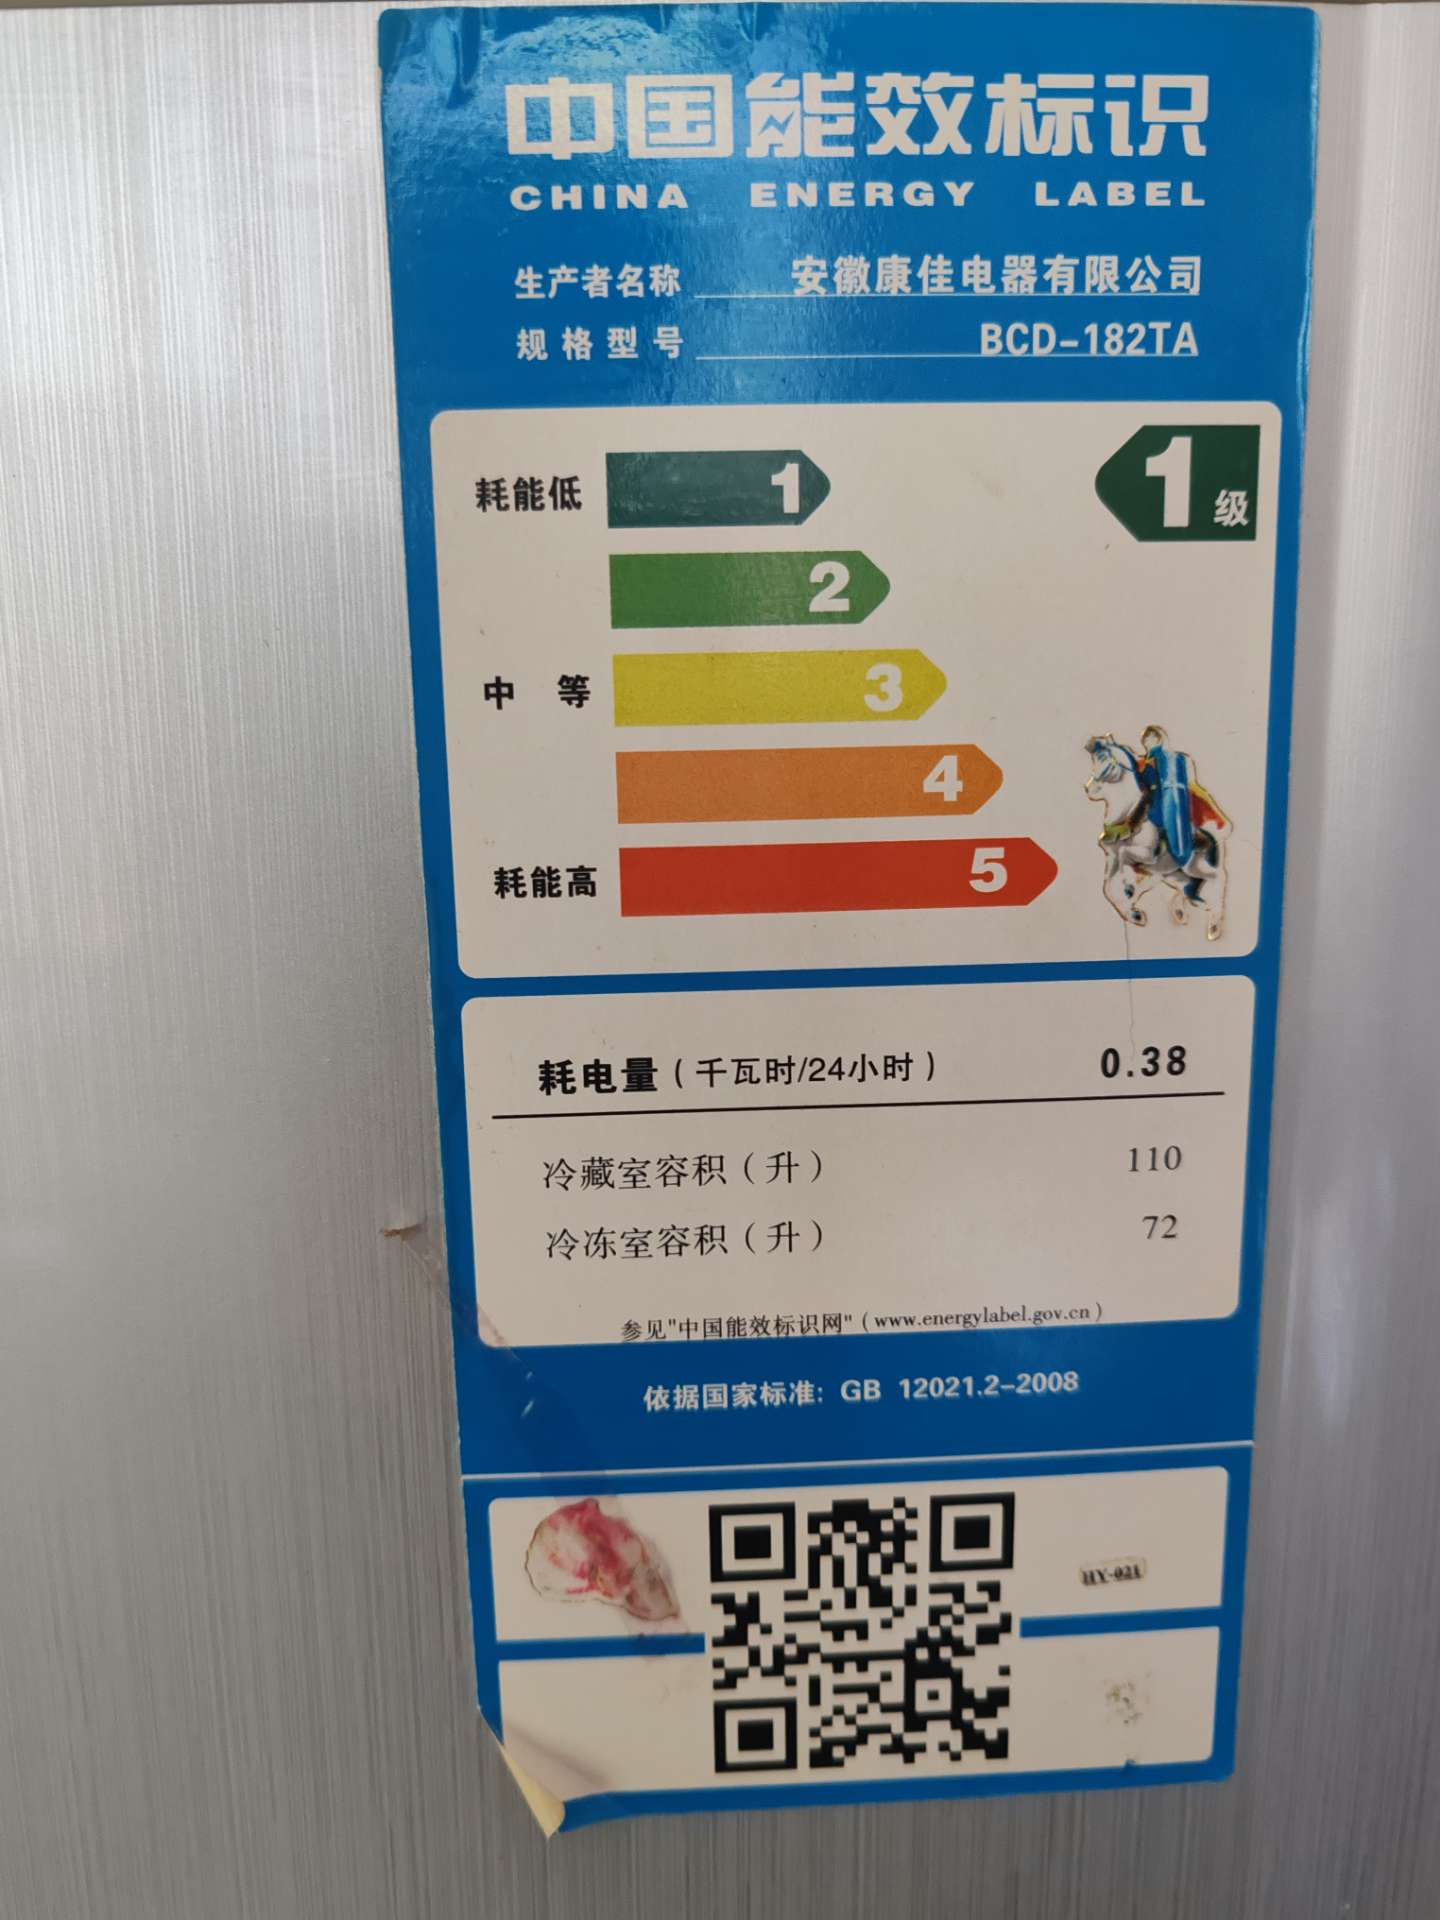 中国能效标识
CHINA ENERGY LABEL
生产者名称 安徽康佳电器有限公司
规格型号 BCD-182TA
耗能低 1 1级
2
中 等 3
4
耗能高 5
耗电量（千瓦时/24小时） 0.38
冷藏室容积（升） 110
冷冻室容积（升） 72
参见"中国能效标识网"（www.energylabel.gov.cn）
依据国家标准: GB 12021.2-2008
HY-021